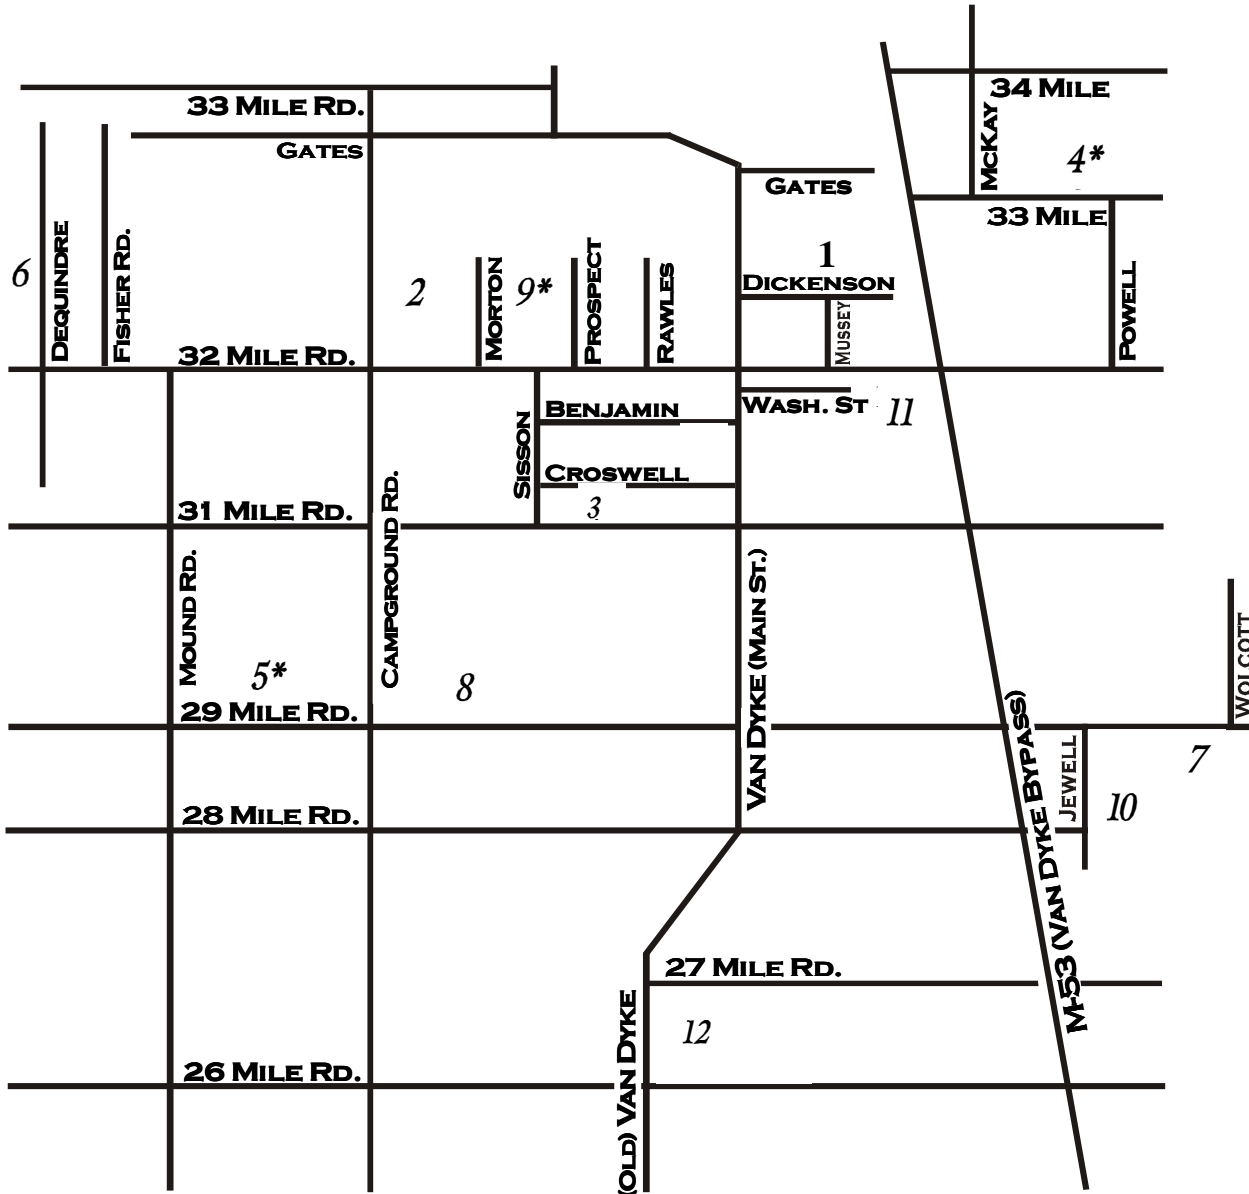 34 Mile
33 Mile Rd.
McKay
4*
Gates
Gates
33 Mile
6
Dequindre
Fisher Rd.
2
Morton
9*
Prospect
Rawles
1
Dickenson
Mussey
Powell
32 Mile Rd.
Benjamin
Wash. St
11
Sisson
Croswell
3
31 Mile Rd.
Campground Rd.
Mound Rd.
Van Dyke (Main St.)
5*
8
Wolcott
29 Mile Rd.
M-53 (Van Dyke Bypass)
Jewell
7
10
28 Mile Rd.
27 Mile Rd.
12
(Old) Van Dyke
26 Mile Rd.